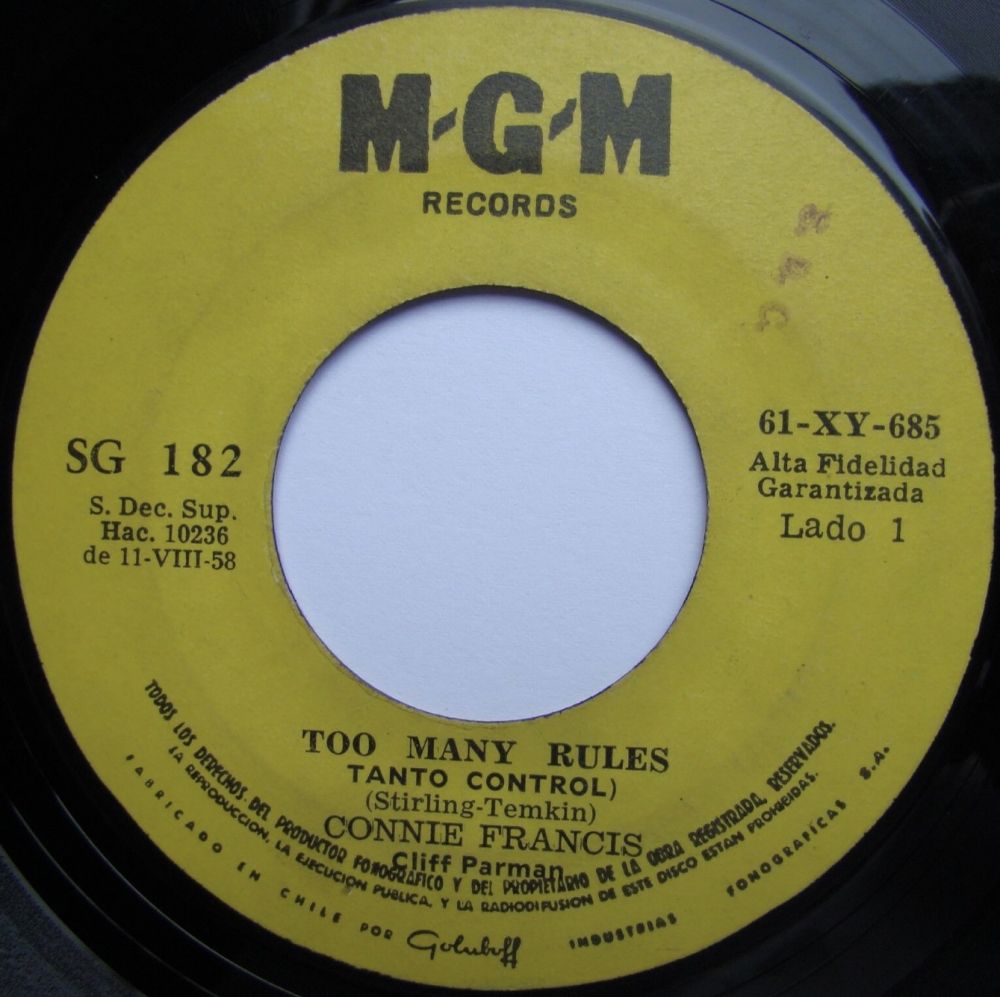 M-G-M
RECORDS
SG 182
S. Dec. Sup.
Hac. 10236
de 11-VIII-58
61-XY-685
Alta Fidelidad
Garantizada
Lado 1
TOO MANY RULES
TANTO CONTROL)
(Stirling-Temkin)
CONNIE FRANCIS
Cliff Parman
TODOS LOS DERECHOS DEL PRODUCTOR FONOGRAFICO Y DEL PROPIETARIO DE LA OBRA REGISTRADA, RESERVADOS.
LA REPRODUCCION, LA EJECUCION PUBLICA, Y LA RADIODIFUSION DE ESTE DISCO ESTAN PROHIBIDAS.
FABRICADO EN CHILE POR Goluboff INDUSTRIAS FONOGRAFICAS S.A.